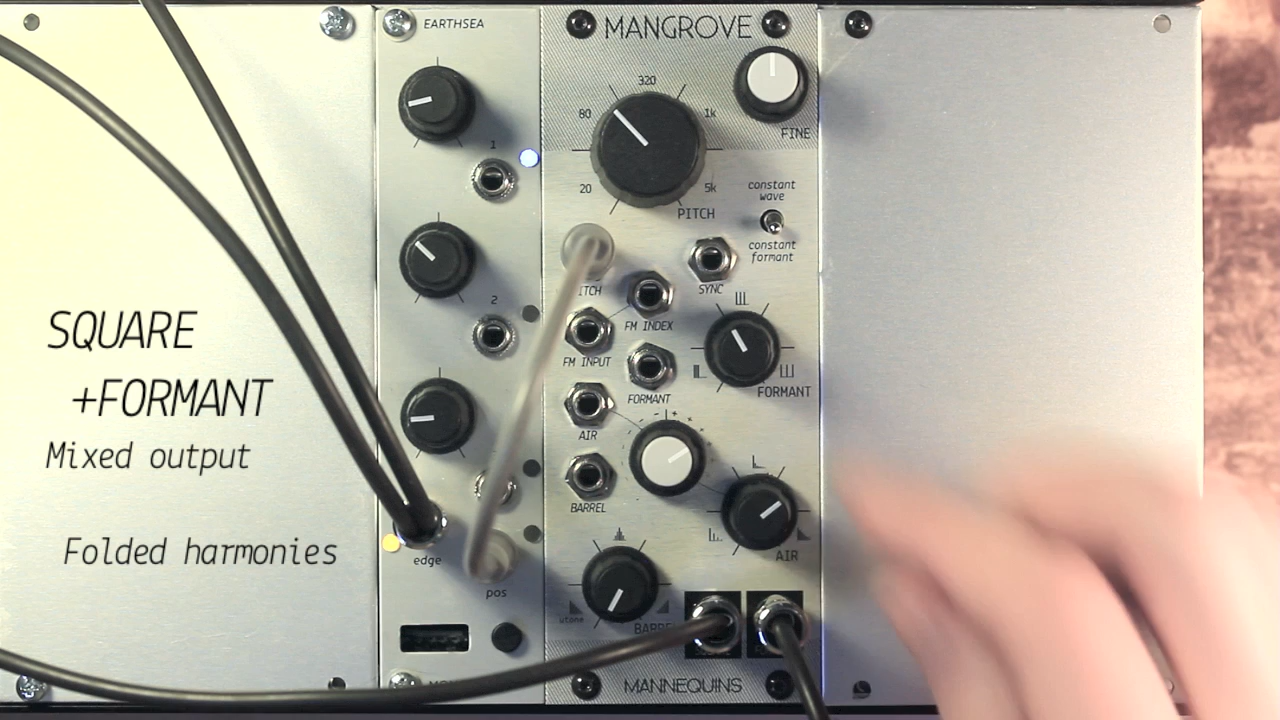 EARTHSEA
MANGROVE
320
80
1k
FINE
20
5k
PITCH
constant
wave
constant
formant
1
SYNC
2
FM INDEX
FM INPUT
FORMANT
FORMANT
AIR
BARREL
AIR
edge
pos
utone
MANNEQUINS
SQUARE
+FORMANT
Mixed output
Folded harmonies